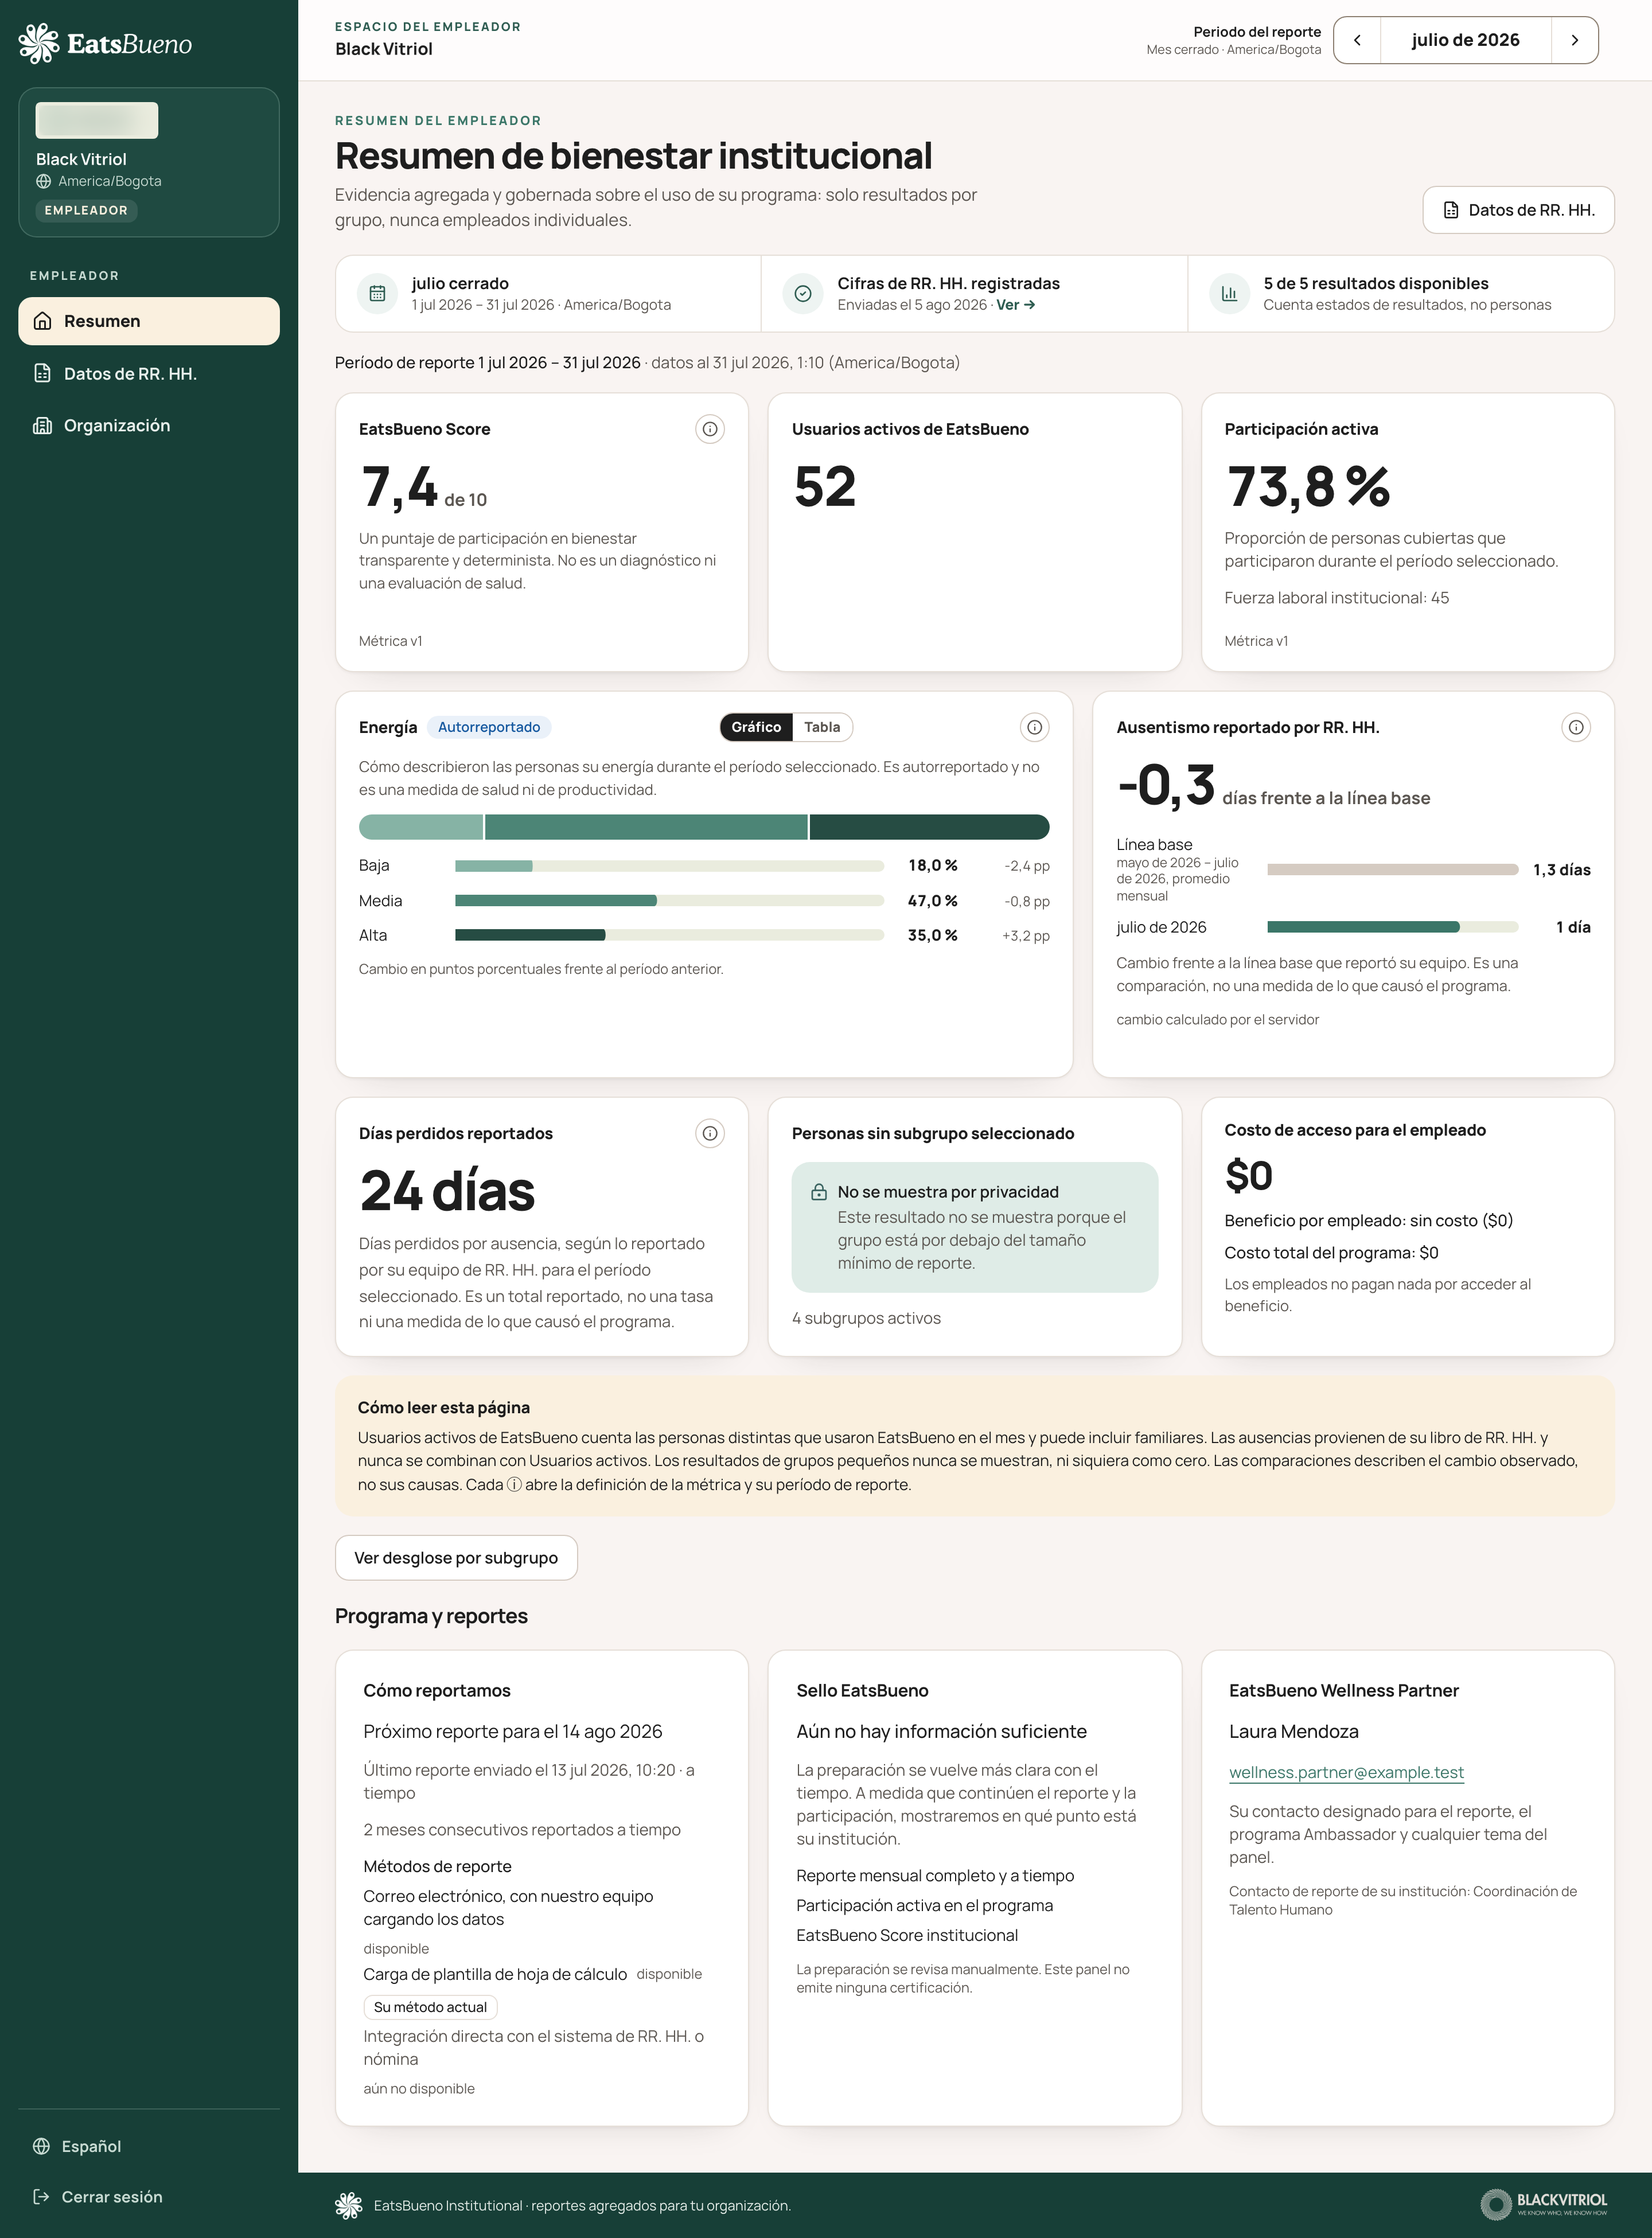 EatsBueno
Black Vitriol
America/Bogota
EMPLEADOR
EMPLEADOR
Resumen
Datos de RR. HH.
Organización
Español
Cerrar sesión
ESPACIO DEL EMPLEADOR
Black Vitriol
Periodo del reporte
Mes cerrado · America/Bogota
julio de 2026
RESUMEN DEL EMPLEADOR
Resumen de bienestar institucional
Evidencia agregada y gobernada sobre el uso de su programa: solo resultados por
grupo, nunca empleados individuales.
Datos de RR. HH.
julio cerrado
1 jul 2026 – 31 jul 2026 · America/Bogota
Cifras de RR. HH. registradas
Enviadas el 5 ago 2026 · Ver →
5 de 5 resultados disponibles
Cuenta estados de resultados, no personas
Período de reporte 1 jul 2026 – 31 jul 2026 · datos al 31 jul 2026, 1:10 (America/Bogota)
EatsBueno Score
7,4 de 10
Un puntaje de participación en bienestar
transparente y determinista. No es un diagnóstico ni
una evaluación de salud.
Métrica v1
Usuarios activos de EatsBueno
52
Participación activa
73,8 %
Proporción de personas cubiertas que
participaron durante el período seleccionado.
Fuerza laboral institucional: 45
Métrica v1
Energía Autorreportado
Gráfico Tabla
Cómo describieron las personas su energía durante el período seleccionado. Es autorreportado y no
es una medida de salud ni de productividad.
Baja 18,0 % -2,4 pp
Media 47,0 % -0,8 pp
Alta 35,0 % +3,2 pp
Cambio en puntos porcentuales frente al período anterior.
Ausentismo reportado por RR. HH.
-0,3 días frente a la línea base
Línea base
mayo de 2026 – julio
de 2026, promedio
mensual
1,3 días
julio de 2026 1 día
Cambio frente a la línea base que reportó su equipo. Es una
comparación, no una medida de lo que causó el programa.
cambio calculado por el servidor
Días perdidos reportados
24 días
Días perdidos por ausencia, según lo reportado
por su equipo de RR. HH. para el período
seleccionado. Es un total reportado, no una tasa
ni una medida de lo que causó el programa.
Personas sin subgrupo seleccionado
No se muestra por privacidad
Este resultado no se muestra porque el
grupo está por debajo del tamaño
mínimo de reporte.
4 subgrupos activos
Costo de acceso para el empleado
$0
Beneficio por empleado: sin costo ($0)
Costo total del programa: $0
Los empleados no pagan nada por acceder al
beneficio.
Cómo leer esta página
Usuarios activos de EatsBueno cuenta las personas distintas que usaron EatsBueno en el mes y puede incluir familiares. Las ausencias provienen de su libro de RR. HH. y
nunca se combinan con Usuarios activos. Los resultados de grupos pequeños nunca se muestran, ni siquiera como cero. Las comparaciones describen el cambio observado,
no sus causas. Cada ⓘ abre la definición de la métrica y su período de reporte.
Ver desglose por subgrupo
Programa y reportes
Cómo reportamos
Próximo reporte para el 14 ago 2026
Último reporte enviado el 13 jul 2026, 10:20 · a
tiempo
2 meses consecutivos reportados a tiempo
Métodos de reporte
Correo electrónico, con nuestro equipo
cargando los datos
disponible
Carga de plantilla de hoja de cálculo disponible
Su método actual
Integración directa con el sistema de RR. HH. o
nómina
aún no disponible
Sello EatsBueno
Aún no hay información suficiente
La preparación se vuelve más clara con el
tiempo. A medida que continúen el reporte y la
participación, mostraremos en qué punto está
su institución.
Reporte mensual completo y a tiempo
Participación activa en el programa
EatsBueno Score institucional
La preparación se revisa manualmente. Este panel no
emite ninguna certificación.
EatsBueno Wellness Partner
Laura Mendoza
wellness.partner@example.test
Su contacto designado para el reporte, el
programa Ambassador y cualquier tema del
panel.
Contacto de reporte de su institución: Coordinación de
Talento Humano
EatsBueno Institutional · reportes agregados para tu organización.
BLACKVITRIOL
WE KNOW WHO, WE KNOW HOW